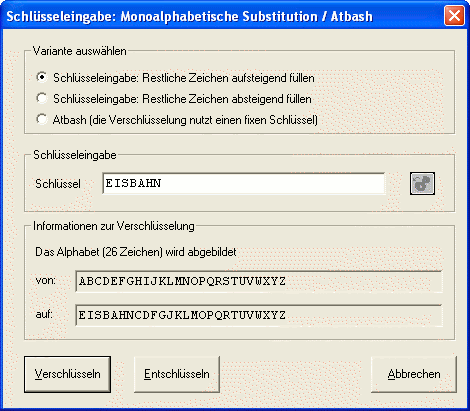 Schlüsseleingabe: Monoalphabetische Substitution / Atbash
Variante auswählen
Schlüsseleingabe: Restliche Zeichen aufsteigend füllen
Schlüsseleingabe: Restliche Zeichen absteigend füllen
Atbash (die Verschlüsselung nutzt einen fixen Schlüssel)
Schlüsseleingabe
Schlüssel EISBAHN
Informationen zur Verschlüsselung
Das Alphabet (26 Zeichen) wird abgebildet
von: ABCDEFGHIJKLMNOPQRSTUVWXYZ
auf: EISBAHNCDFGJKLMOPQRTUVWXYZ
Verschlüsseln Entschlüsseln Abbrechen